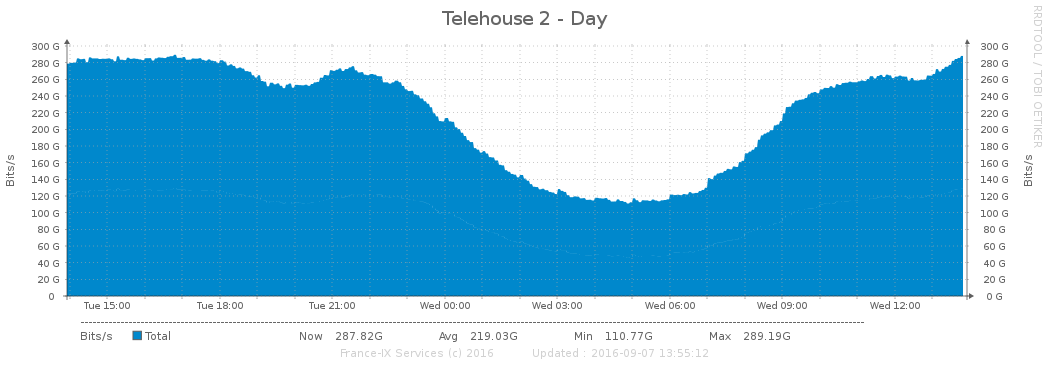 Telehouse 2 - Day
RRDTOOL / TOBI OETIKER
Bits/s
300 G 300 G
280 G 280 G
260 G 260 G
240 G 240 G
220 G 220 G
200 G 200 G
180 G 180 G
160 G 160 G
140 G 140 G
120 G 120 G
100 G 100 G
80 G 80 G
60 G 60 G
40 G 40 G
20 G 20 G
0 0 G
Bits/s
Tue 15:00 Tue 18:00 Tue 21:00 Wed 00:00 Wed 03:00 Wed 06:00 Wed 09:00 Wed 12:00
Bits/s Total Now 287.82G Avg 219.03G Min 110.77G Max 289.19G
France-IX Services (c) 2016 Updated : 2016-09-07 13:55:12